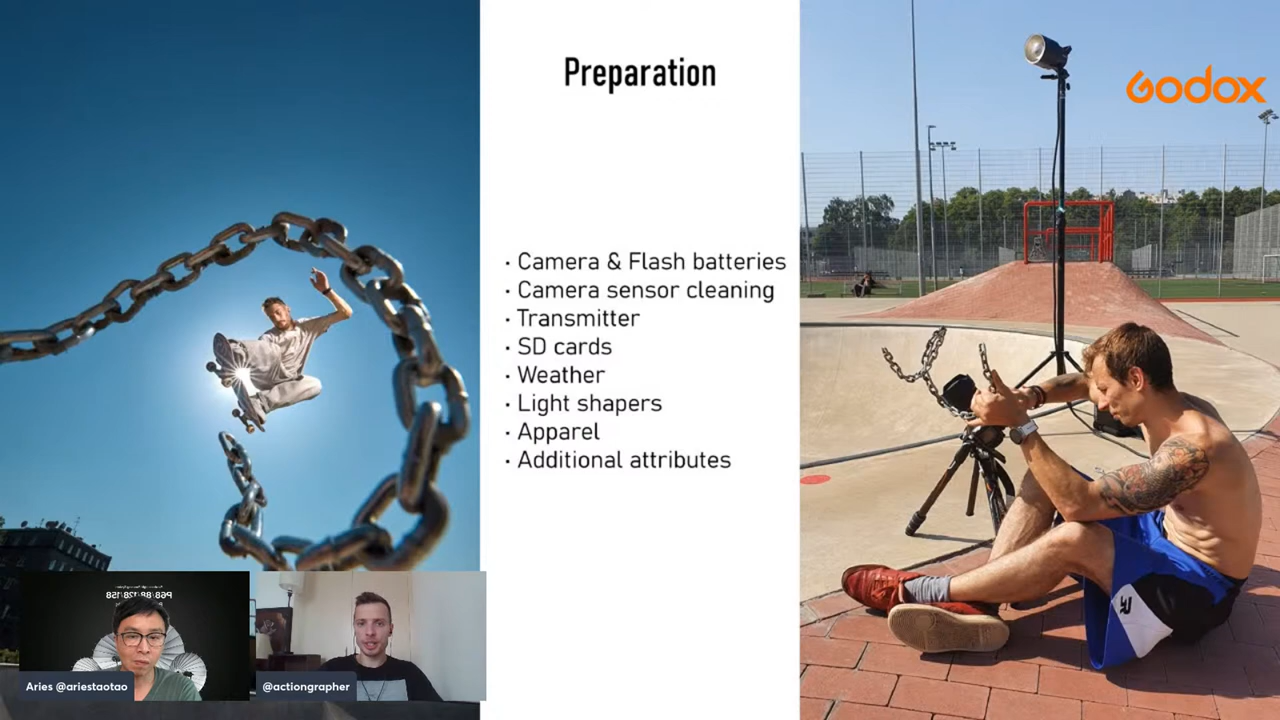 Preparation
Godox
· Camera & Flash batteries
· Camera sensor cleaning
· Transmitter
· SD cards
· Weather
· Light shapers
· Apparel
· Additional attributes
Aries @ariestaotao
@actiongrapher